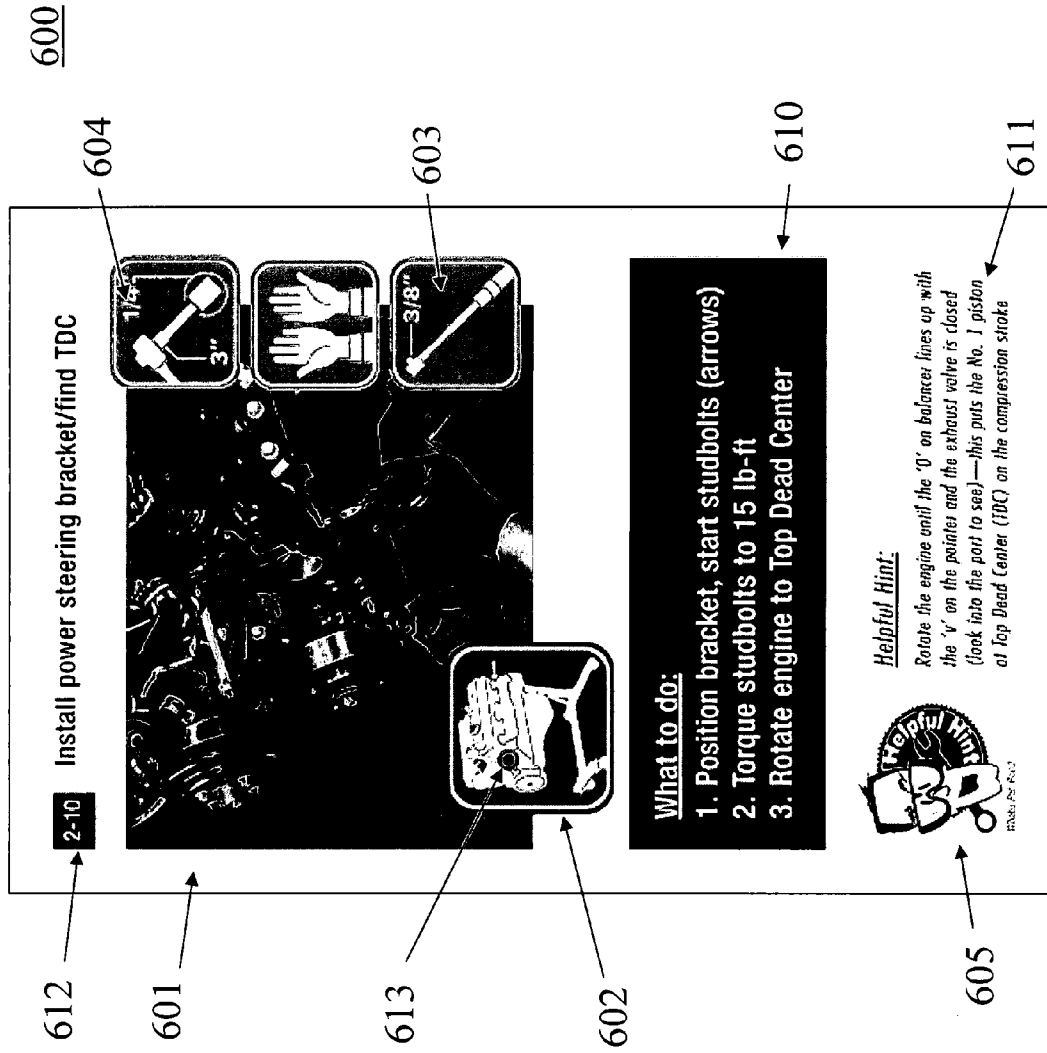 600
612
2-10 Install power steering bracket/find TDC
601
604
1/4"
3"
3/8"
603
613
602
What to do:
1. Position bracket, start studbolts (arrows)
2. Torque studbolts to 15 lb-ft
3. Rotate engine to Top Dead Center
610
Helpful Hint
605
Helpful Hint:
Rotate the engine until the '0' on balancer lines up with
the 'v' on the pointer and the exhaust valve is closed
(look into the port to see)—this puts the No. 1 piston
at Top Dead Center (TDC) on the compression stroke
611